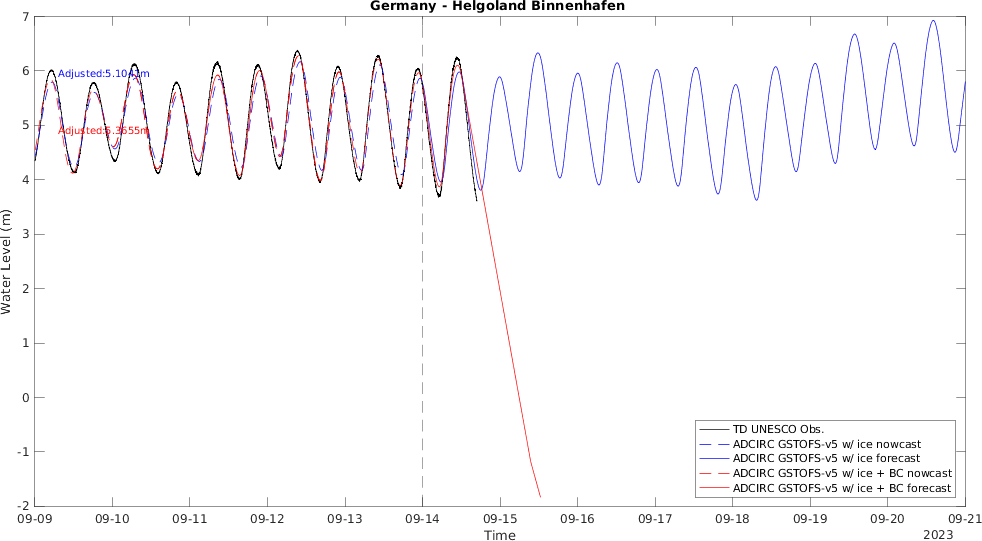 Germany - Helgoland Binnenhafen
7
6
5
4
3
2
1
0
-1
-2
Water Level (m)
Adjusted:5.1041m
Adjusted:5.3655m
TD UNESCO Obs.
ADCIRC GSTOFS-v5 w/ ice nowcast
ADCIRC GSTOFS-v5 w/ ice forecast
ADCIRC GSTOFS-v5 w/ ice + BC nowcast
ADCIRC GSTOFS-v5 w/ ice + BC forecast
09-09 09-10 09-11 09-12 09-13 09-14 09-15 09-16 09-17 09-18 09-19 09-20 09-21
Time
2023